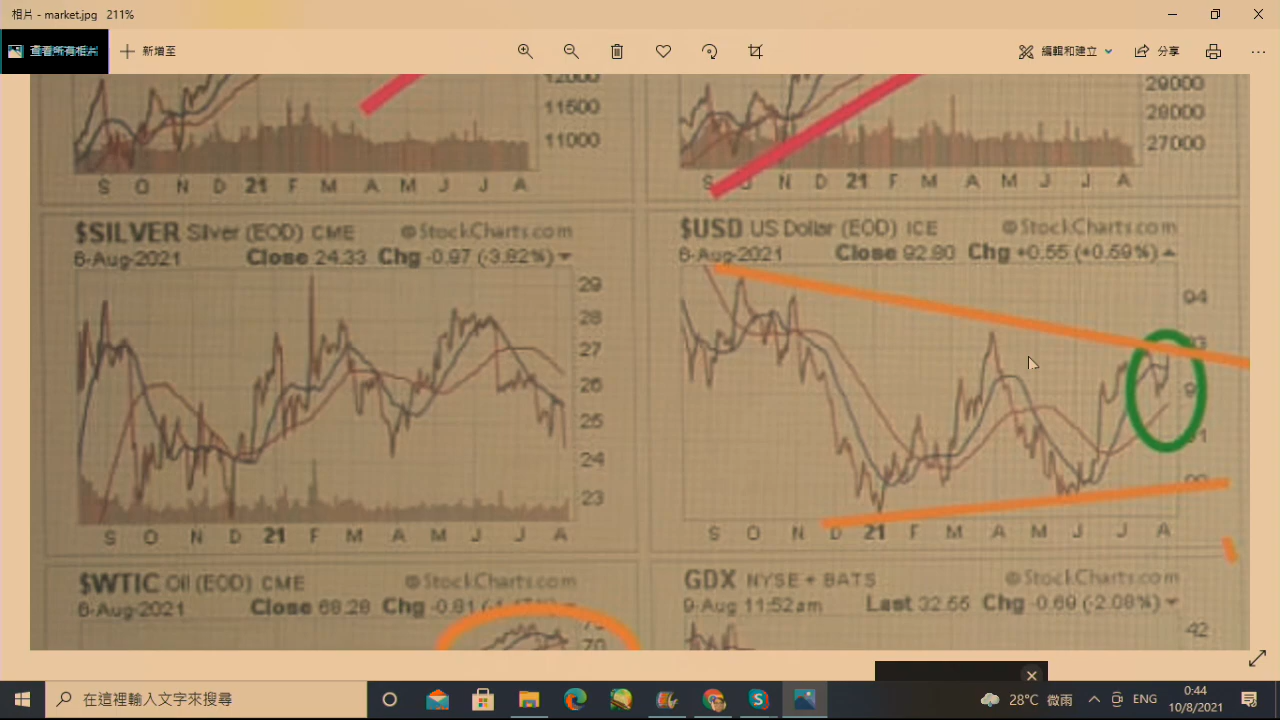 相片 - market.jpg 211%
查看所有相片 新增至 編輯和建立 分享
12000
11500
11000
S O N D 21 F M A M J J A
29000
28000
27000
S N D 21 F M A M J J A
$SILVER Silver (EOD) CME @StockCharts.com
6-Aug-2021 Close 24.33 Chg -0.97 (-3.82%)
29
28
27
26
25
24
23
S O N D 21 F M A M J J A
$USD US Dollar (EOD) ICE @StockCharts.com
6-Aug-2021 Close 92.80 Chg +0.55 (+0.59%)
94
S O N D 21 F M A M J J A
$WTIC Oil (EOD) CME @StockCharts.com
6-Aug-2021 Close 68.28 Chg -0.81
70
GDX NYSE + BATS @StockCharts.com
9-Aug 11:52am Last 32.55 Chg -0.69 (-2.08%)
42
在這裡輸入文字來搜尋
28°C 微雨 ENG
0:44
10/8/2021